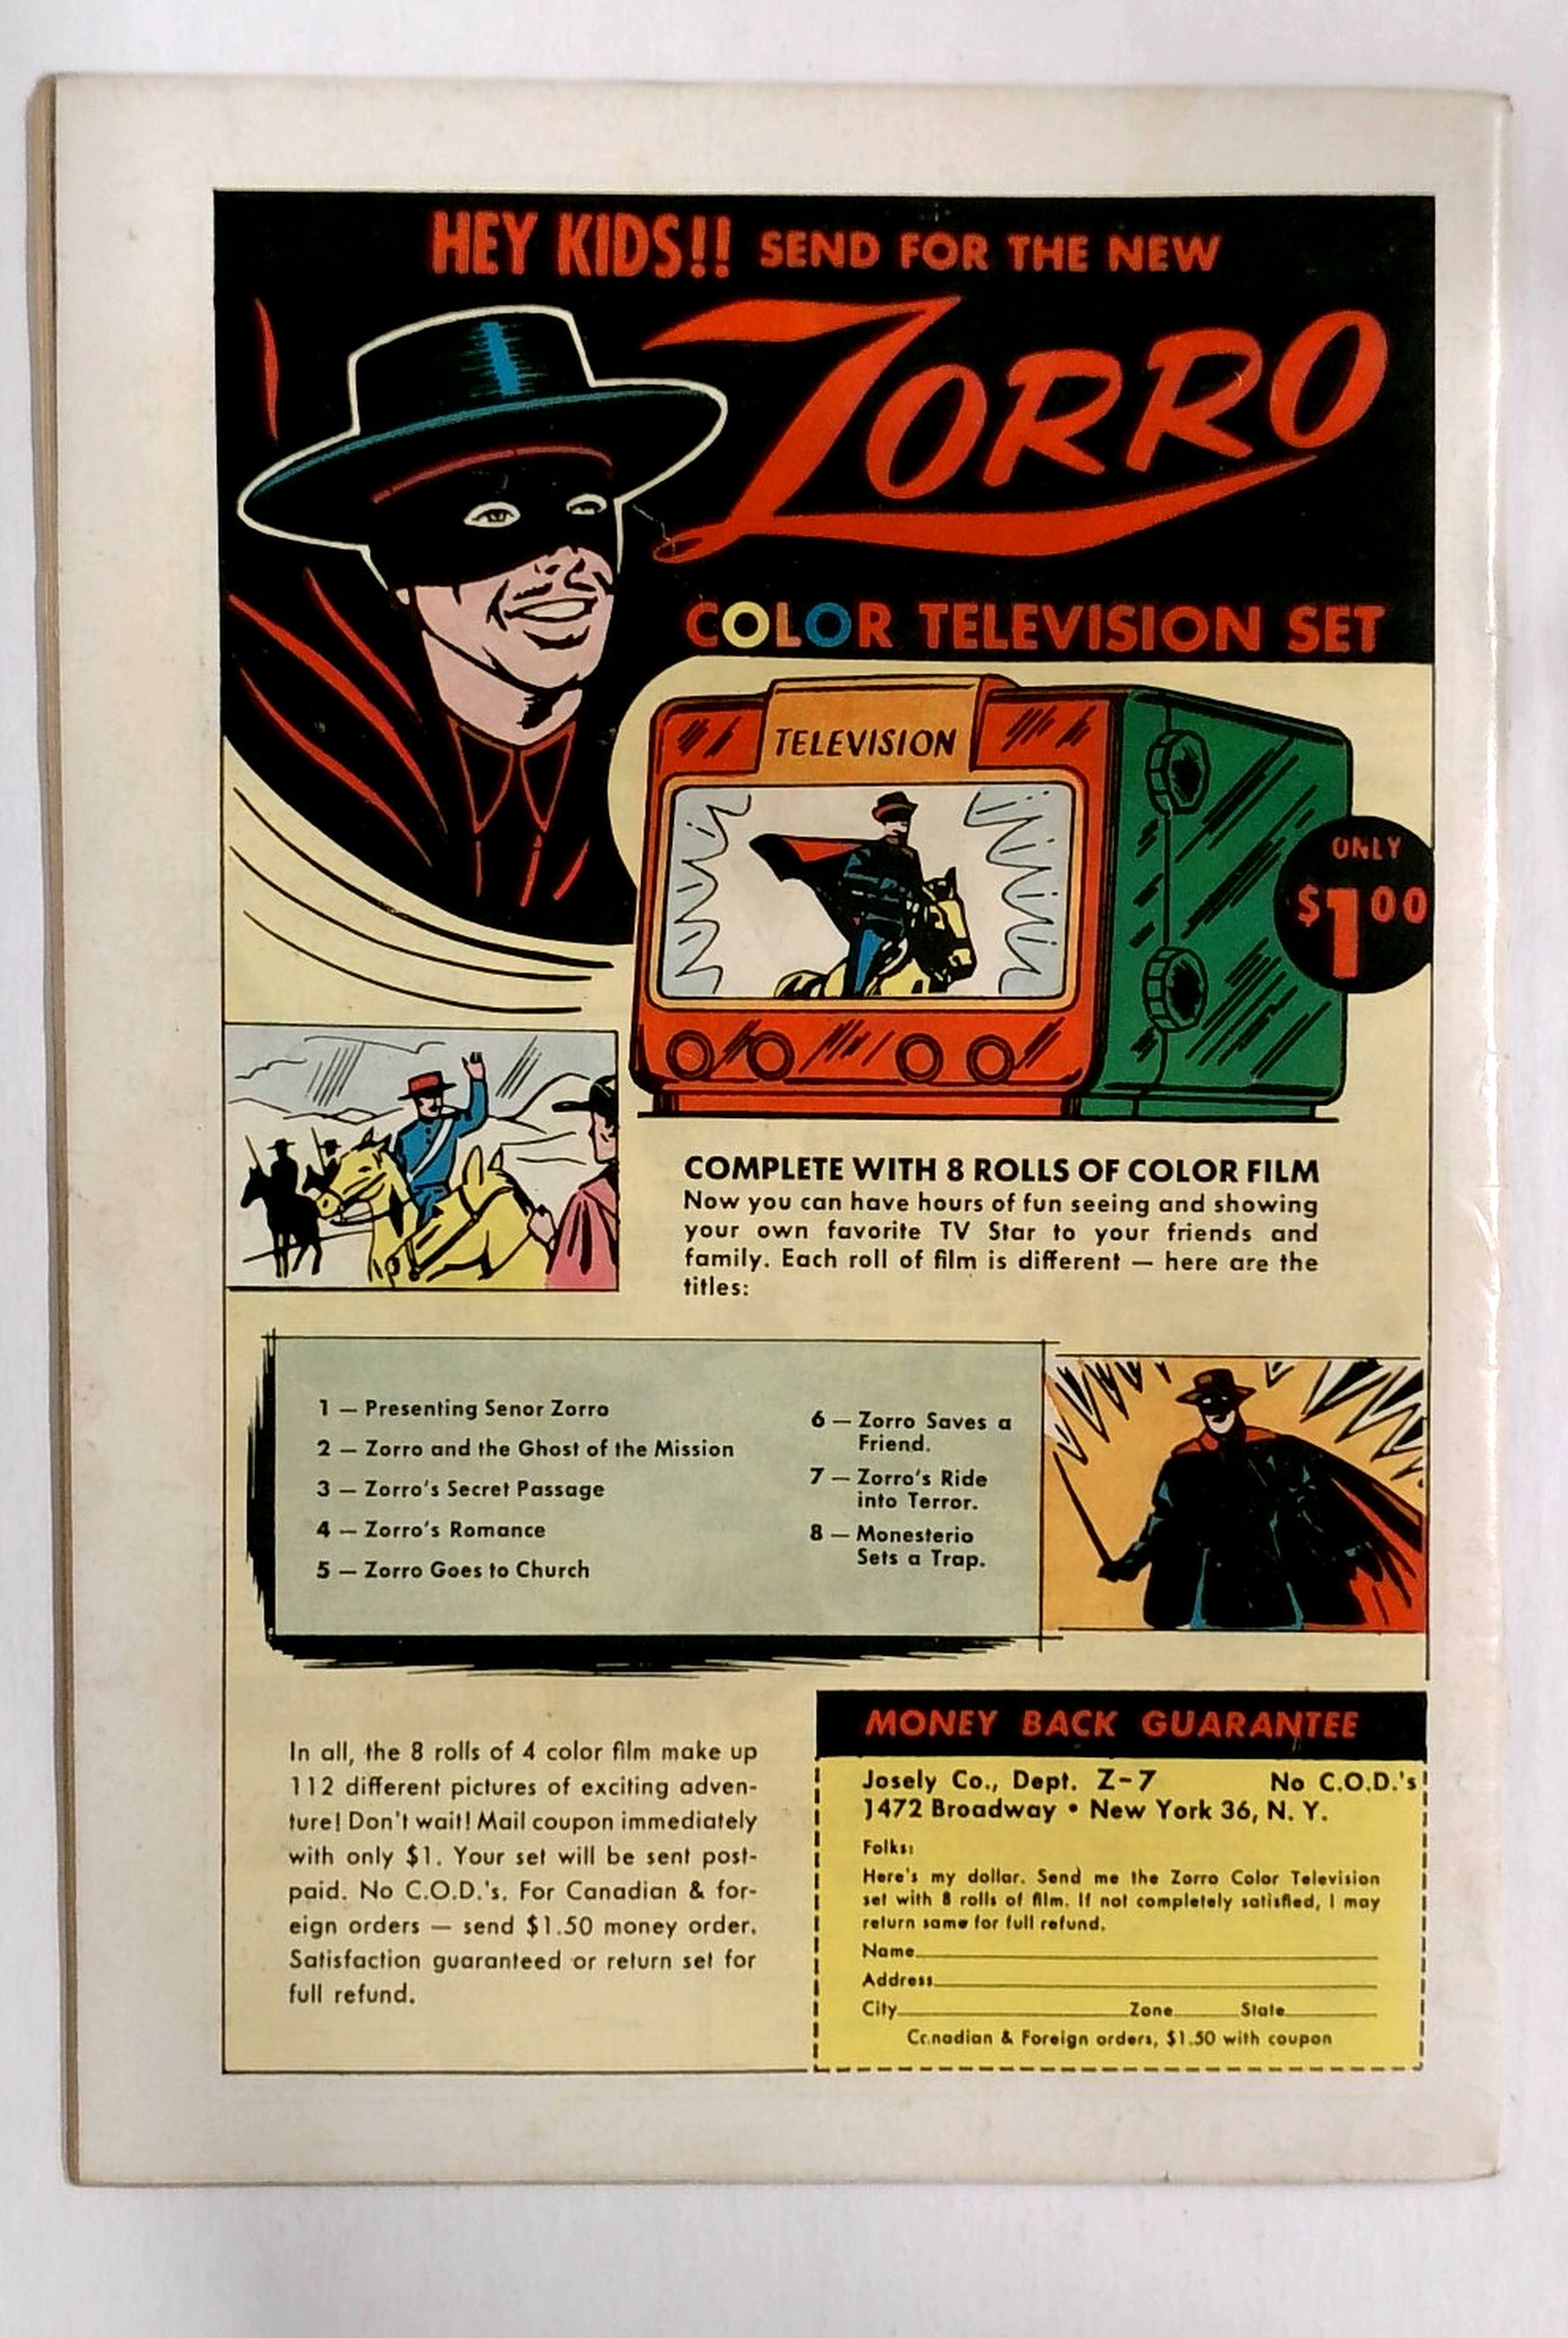 HEY KIDS!! SEND FOR THE NEW
ZORRO
COLOR TELEVISION SET
TELEVISION
ONLY
$1.00
COMPLETE WITH 8 ROLLS OF COLOR FILM
Now you can have hours of fun seeing and showing
your own favorite TV Star to your friends and
family. Each roll of film is different — here are the
titles:
1 — Presenting Senor Zorro
2 — Zorro and the Ghost of the Mission
3 — Zorro's Secret Passage
4 — Zorro's Romance
5 — Zorro Goes to Church
6 — Zorro Saves a
Friend.
7 — Zorro's Ride
into Terror.
8 — Monesterio
Sets a Trap.
In all, the 8 rolls of 4 color film make up
112 different pictures of exciting adven-
ture! Don't wait! Mail coupon immediately
with only $1. Your set will be sent post-
paid. No C.O.D.'s. For Canadian & for-
eign orders — send $1.50 money order.
Satisfaction guaranteed or return set for
full refund.
MONEY BACK GUARANTEE
Josely Co., Dept. Z-7 No C.O.D.'s
1472 Broadway • New York 36, N. Y.
Folks:
Here's my dollar. Send me the Zorro Color Television
set with 8 rolls of film. If not completely satisfied, I may
return same for full refund.
Name
Address
City Zone State
Canadian & Foreign orders, $1.50 with coupon